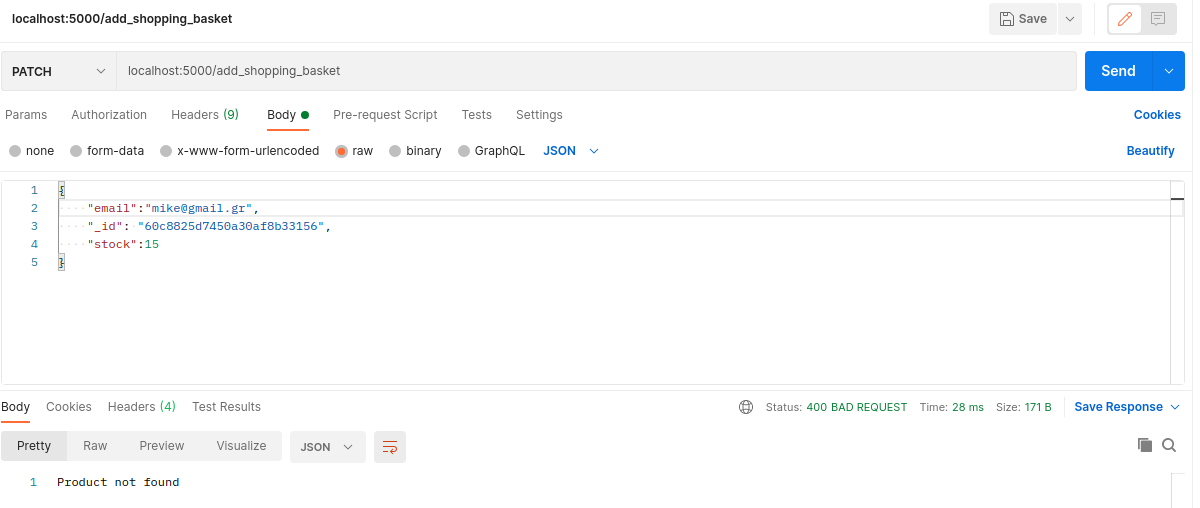 localhost:5000/add_shopping_basket
Save
PATCH localhost:5000/add_shopping_basket Send
Params Authorization Headers (9) Body Pre-request Script Tests Settings Cookies
none form-data x-www-form-urlencoded raw binary GraphQL JSON Beautify
1 {
2 ····"email":"mike@gmail.gr",
3 ····"_id":·"60c8825d7450a30af8b33156",
4 ····"stock":15
5 }
Body Cookies Headers (4) Test Results Status: 400 BAD REQUEST Time: 28 ms Size: 171 B Save Response
Pretty Raw Preview Visualize JSON
1 Product not found